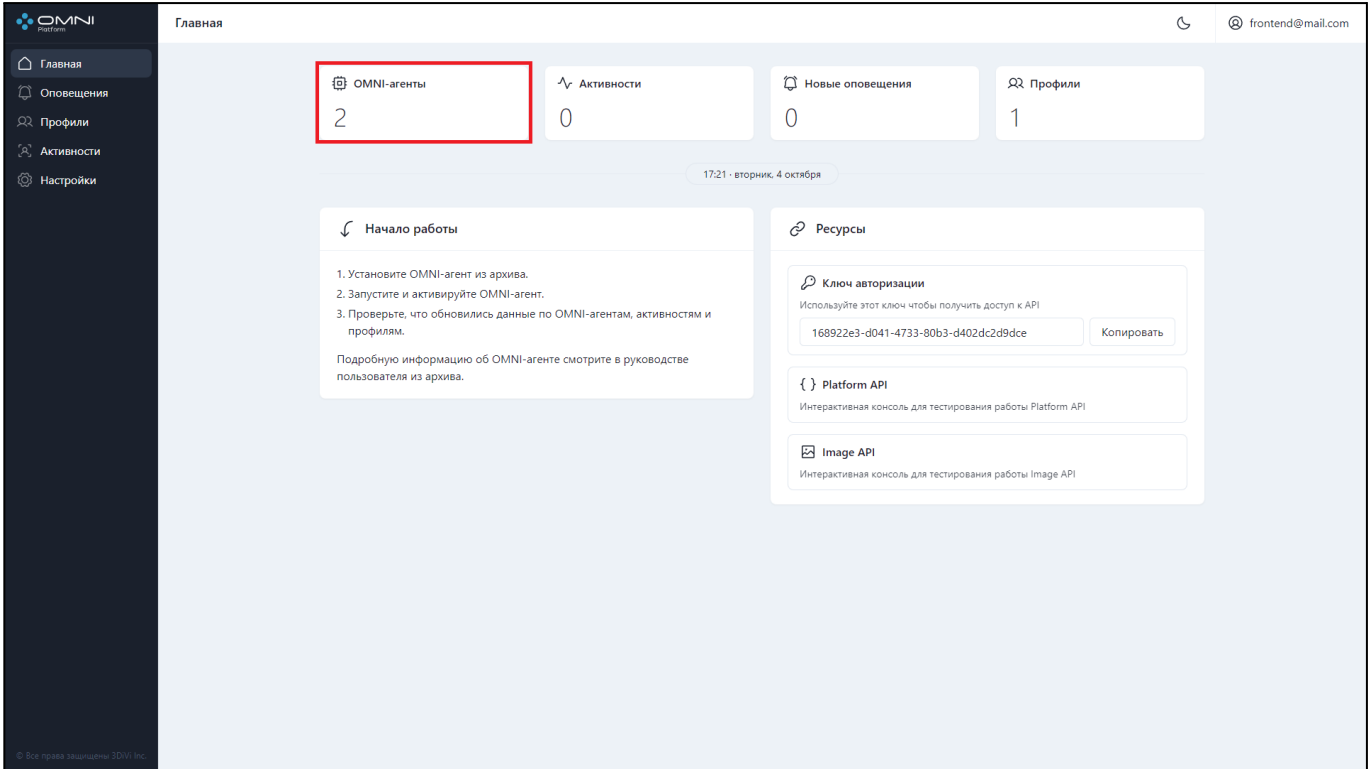 OMNI
Platform
Главная
frontend@mail.com
Главная
Оповещения
Профили
Активности
Настройки
OMNI-агенты
2
Активности
0
Новые оповещения
0
Профили
1
17:21 · вторник, 4 октября
Начало работы
1. Установите OMNI-агент из архива.
2. Запустите и активируйте OMNI-агент.
3. Проверьте, что обновились данные по OMNI-агентам, активностям и
профилям.
Подробную информацию об OMNI-агенте смотрите в руководстве
пользователя из архива.
Ресурсы
Ключ авторизации
Используйте этот ключ чтобы получить доступ к API
168922e3-d041-4733-80b3-d402dc2d9dce
Копировать
{ } Platform API
Интерактивная консоль для тестирования работы Platform API
Image API
Интерактивная консоль для тестирования работы Image API
© Все права защищены 3DiVi Inc.